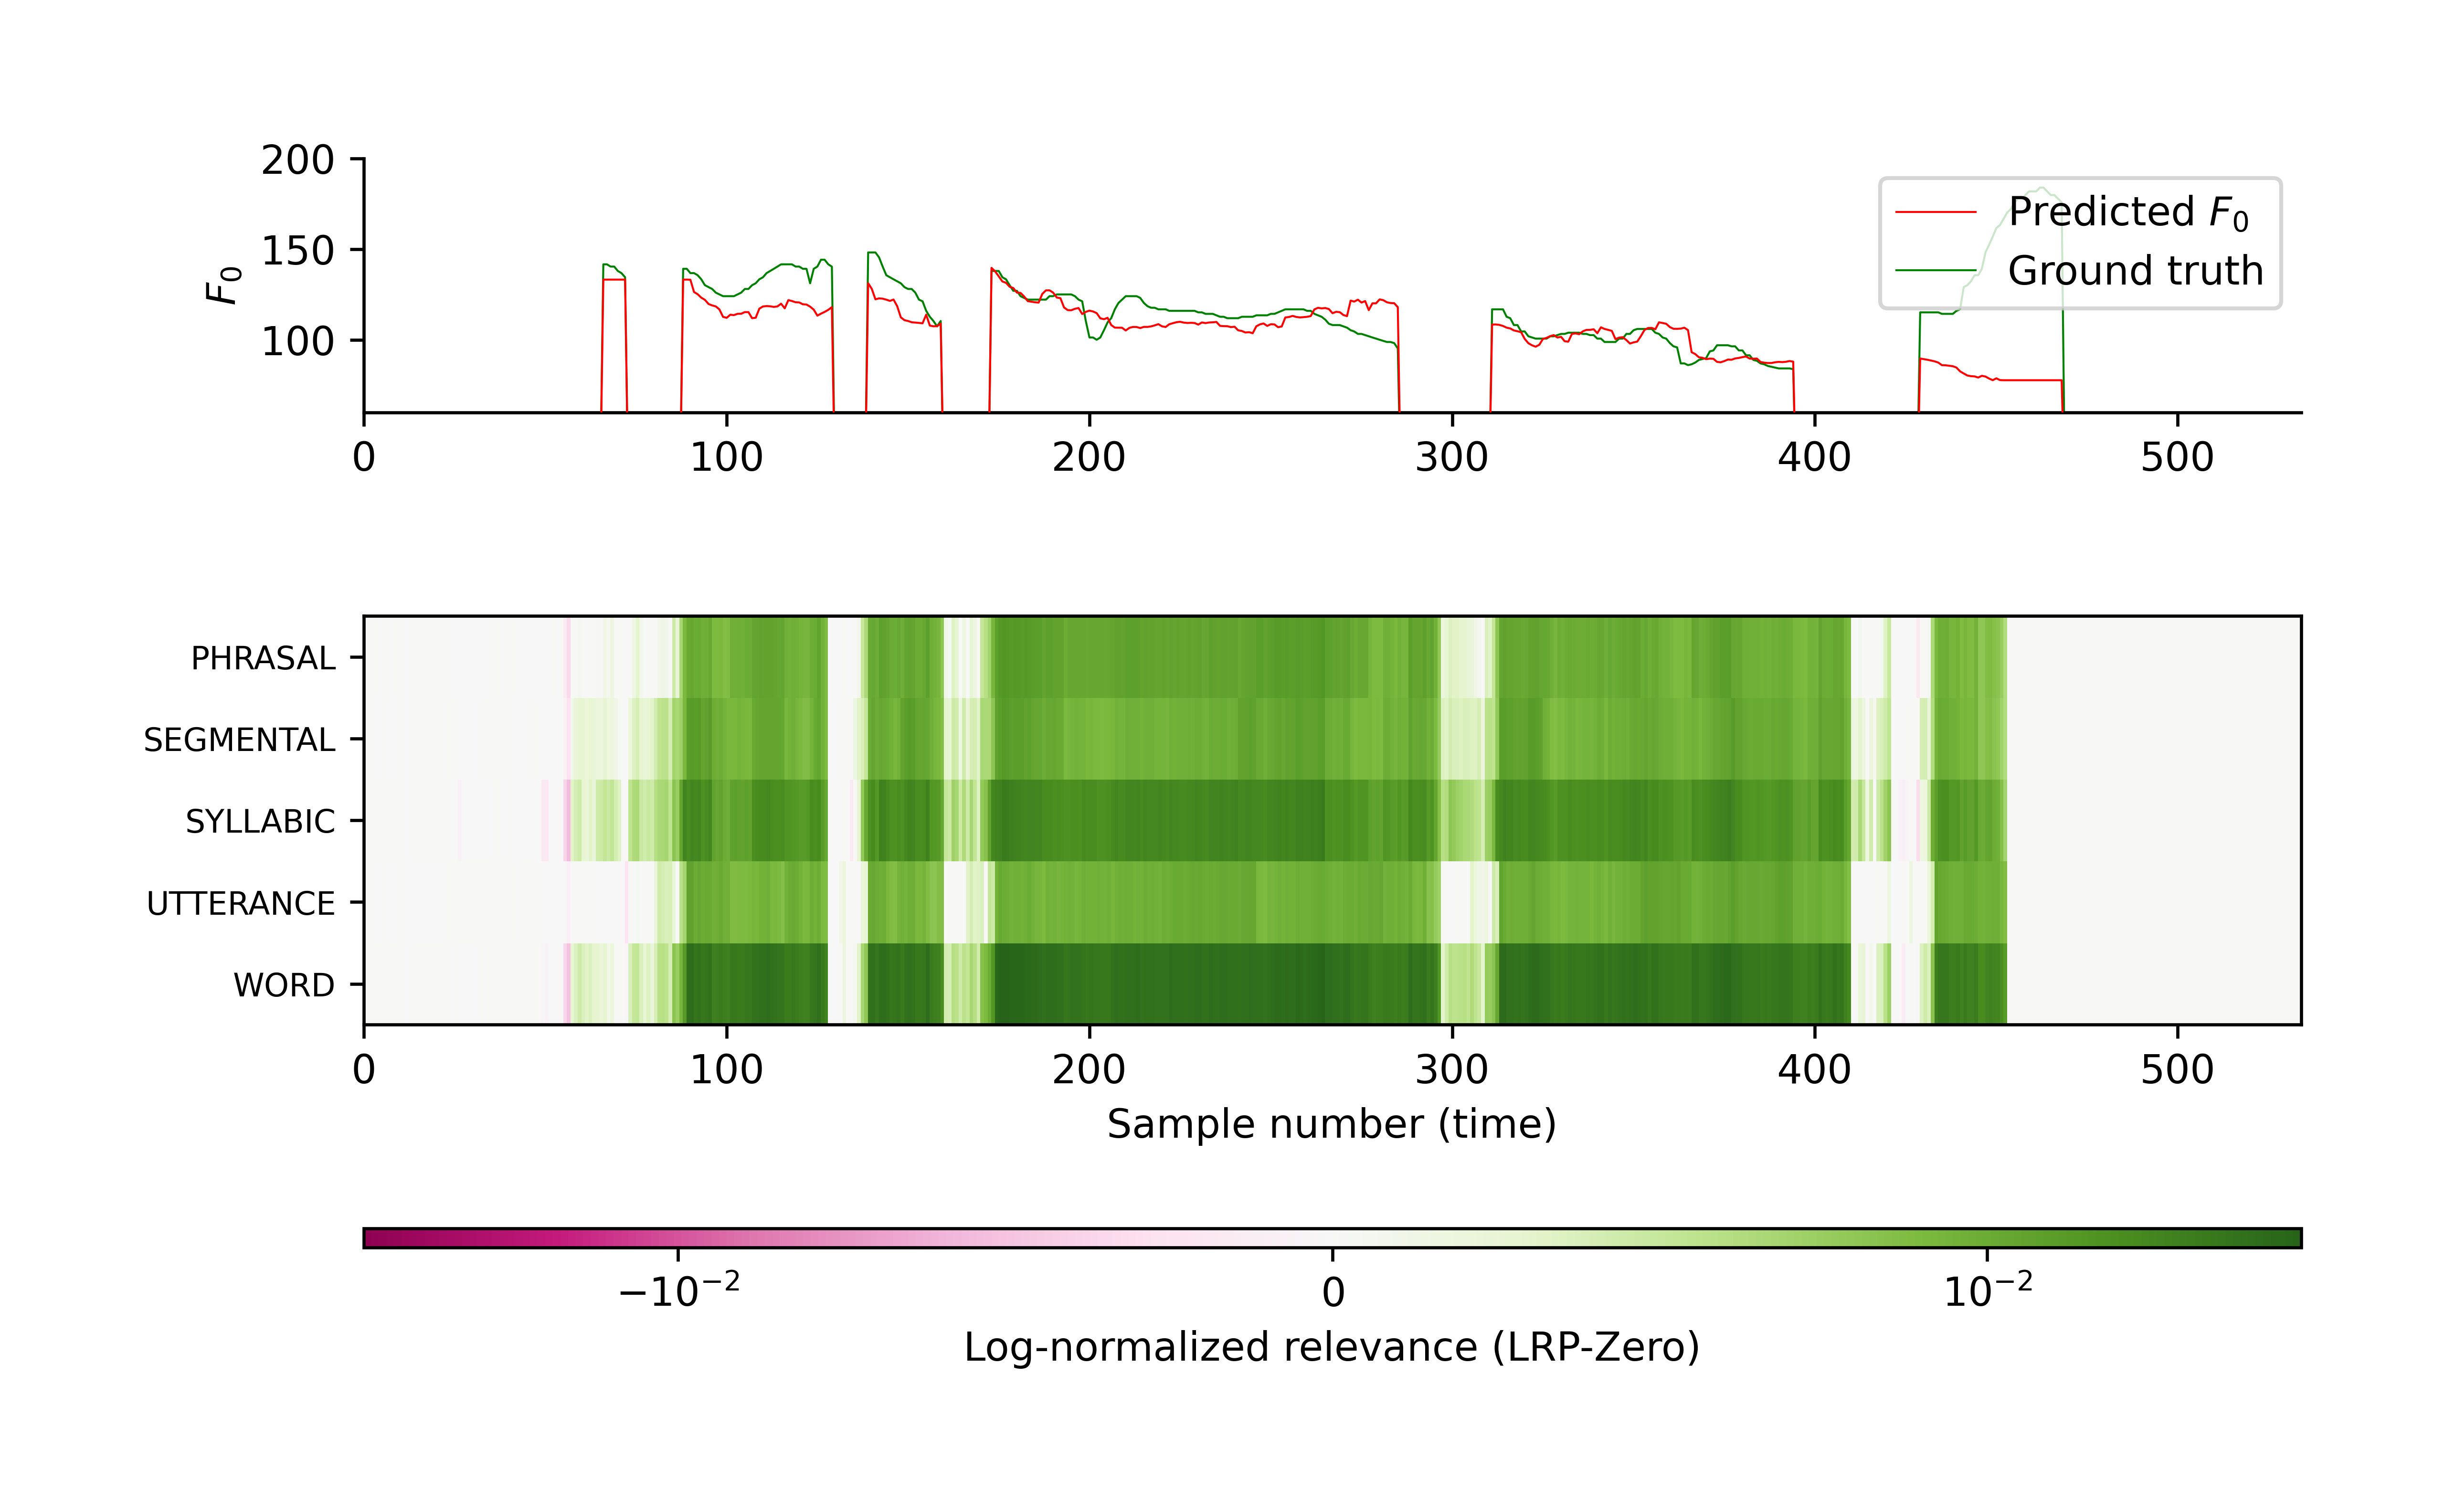 200
150
100
F₀
Predicted F₀
Ground truth
0 100 200 300 400 500
PHRASAL
SEGMENTAL
SYLLABIC
UTTERANCE
WORD
0 100 200 300 400 500
Sample number (time)
−10⁻² 0 10⁻²
Log-normalized relevance (LRP-Zero)